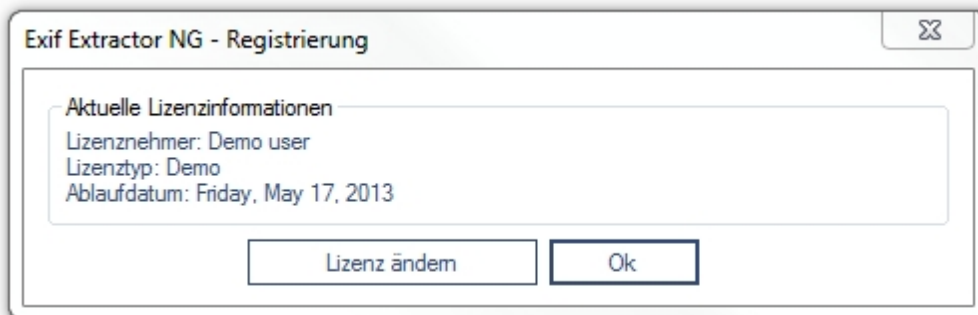 Exif Extractor NG - Registrierung
Aktuelle Lizenzinformationen
Lizenznehmer: Demo user
Lizenztyp: Demo
Ablaufdatum: Friday, May 17, 2013
Lizenz ändern
Ok